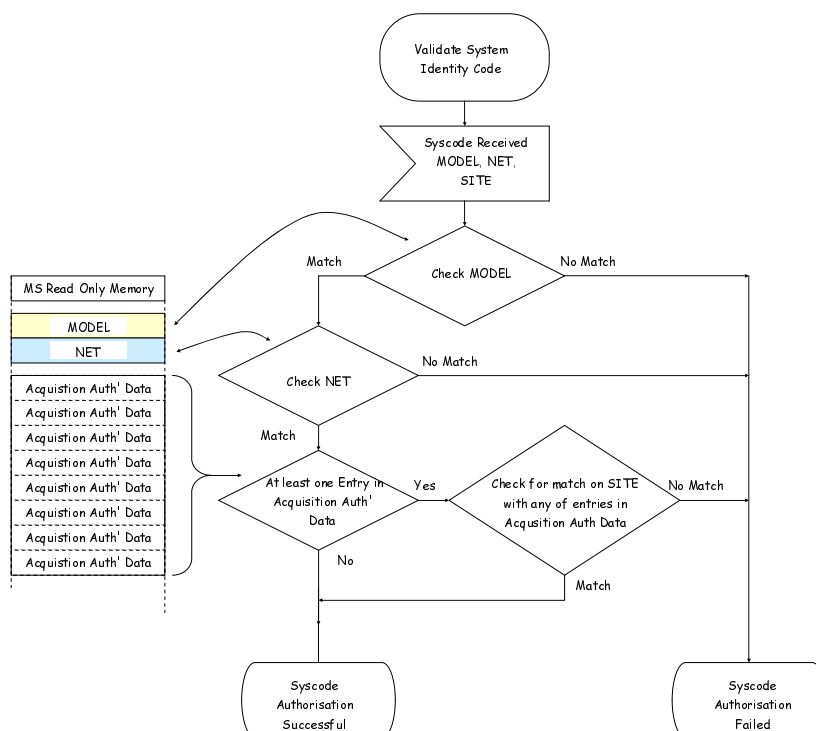 Validate System
Identity Code
Syscode Received
MODEL, NET,
SITE
Match
No Match
Check MODEL
MS Read Only Memory
MODEL
NET
No Match
Check NET
Acquistion Auth' Data
Acquistion Auth' Data
Acquistion Auth' Data
Acquistion Auth' Data
Acquistion Auth' Data
Acquistion Auth' Data
Acquistion Auth' Data
Acquistion Auth' Data
Match
At least one Entry in
Acquisition Auth'
Data
Yes
Check for match on SITE
with any of entries in
Acqusition Auth Data
No Match
No
Match
Syscode
Authorisation
Successful
Syscode
Authorisation
Failed